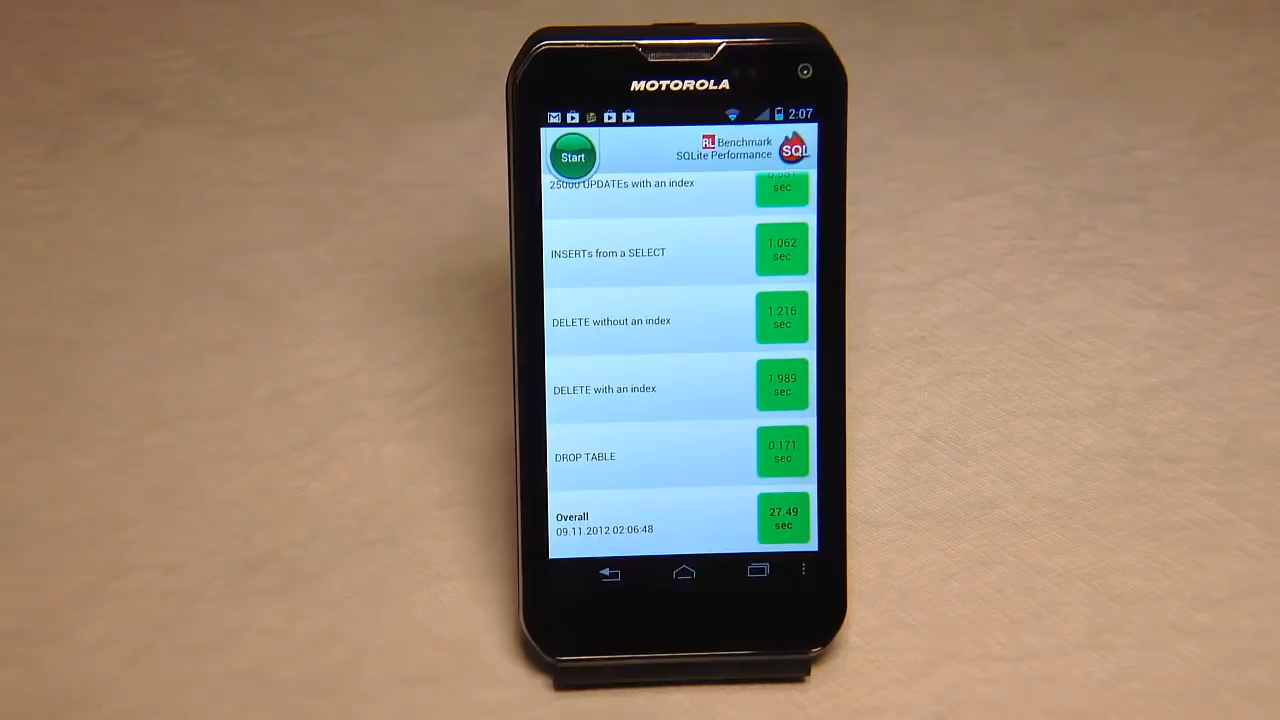 MOTOROLA
2:07
Start
RL Benchmark
SQLite Performance
SQL
25000 UPDATEs with an index
sec
INSERTs from a SELECT
1.062
sec
DELETE without an index
1.216
sec
DELETE with an index
1.989
sec
DROP TABLE
0.171
sec
Overall
09.11.2012 02:06:48
27.49
sec